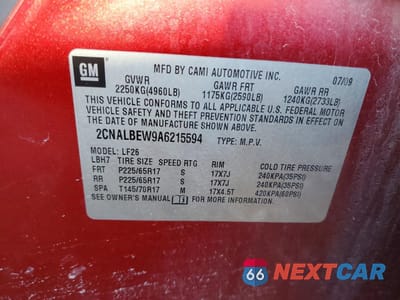 GM
MFD BY CAMI AUTOMOTIVE INC. 07/09
GVWR GAWR FRT GAWR RR
2250KG(4960LB) 1175KG(2590LB) 1240KG(2733LB)
THIS VEHICLE CONFORMS TO ALL APPLICABLE U.S. FEDERAL MOTOR
VEHICLE SAFETY AND THEFT PREVENTION STANDARDS IN EFFECT ON
THE DATE OF MANUFACTURE SHOWN ABOVE.
2CNALBEW9A6215594 TYPE: M.P.V.
MODEL: LF26
LBH7 TIRE SIZE SPEED RTG RIM COLD TIRE PRESSURE
FRT P225/65R17 S 17X7J 240KPA(35PSI)
RR P225/65R17 S 17X7J 240KPA(35PSI)
SPA T145/70R17 M 17X4.5T 420KPA(60PSI)
SEE OWNER'S MANUAL FOR MORE INFORMATION
66 NEXTCAR